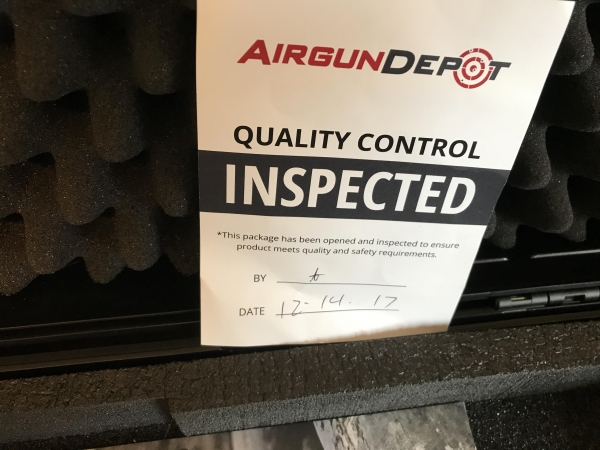 AIRGUNDEPOT
QUALITY CONTROL
INSPECTED
*This package has been opened and inspected to ensure
product meets quality and safety requirements.
BY
DATE 12-14.17